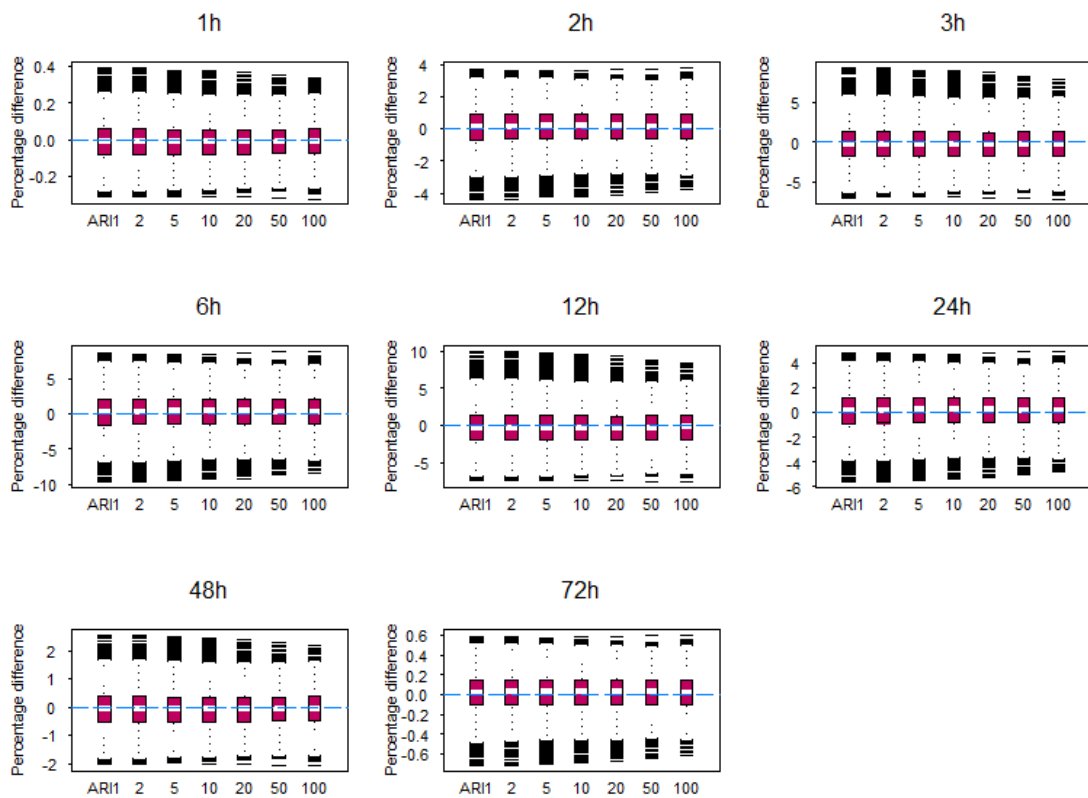 1h
Percentage difference
0.4
0.2
0.0
-0.2
ARI1 2 5 10 20 50 100
2h
Percentage difference
4
2
0
-2
-4
ARI1 2 5 10 20 50 100
3h
Percentage difference
5
0
-5
ARI1 2 5 10 20 50 100
6h
Percentage difference
5
0
-5
-10
ARI1 2 5 10 20 50 100
12h
Percentage difference
10
5
0
-5
ARI1 2 5 10 20 50 100
24h
Percentage difference
4
2
0
-2
-4
-6
ARI1 2 5 10 20 50 100
48h
Percentage difference
2
1
0
-1
-2
ARI1 2 5 10 20 50 100
72h
Percentage difference
0.6
0.4
0.2
0.0
-0.2
-0.4
-0.6
ARI1 2 5 10 20 50 100